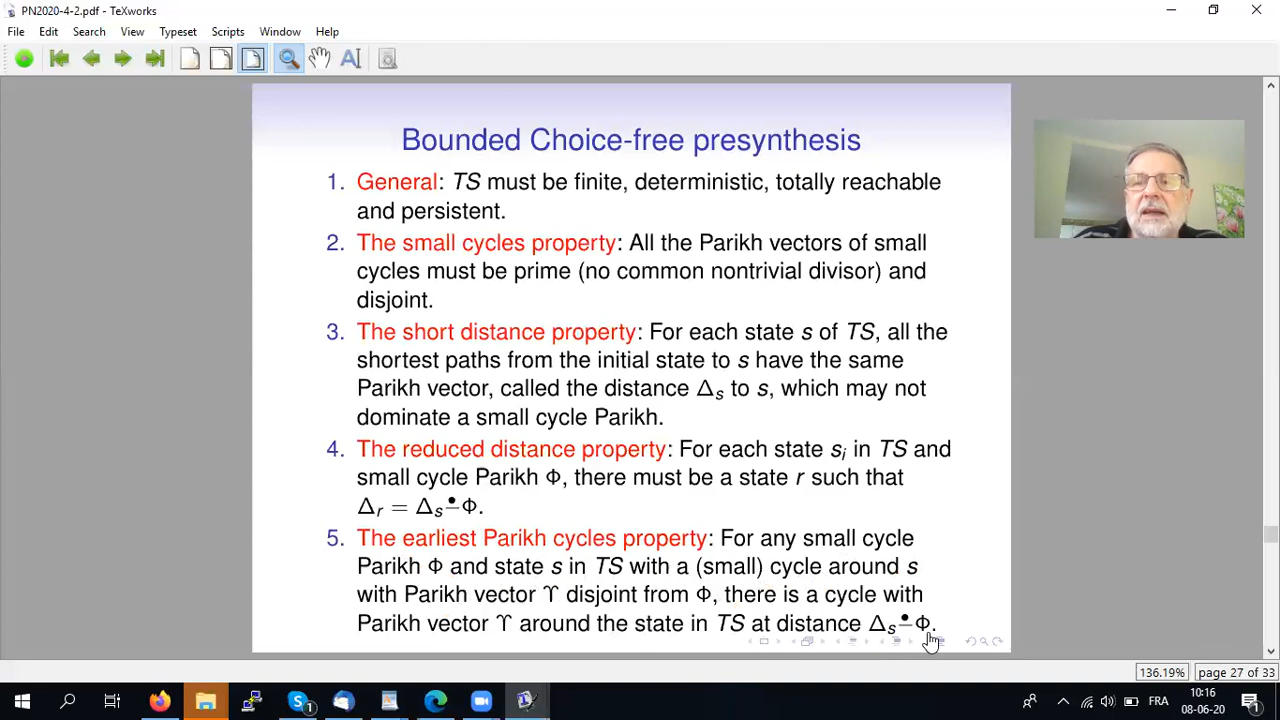 PN2020-4-2.pdf - TeXworks
File Edit Search View Typeset Scripts Window Help
Bounded Choice-free presynthesis
1. General: TS must be finite, deterministic, totally reachable
and persistent.
2. The small cycles property: All the Parikh vectors of small
cycles must be prime (no common nontrivial divisor) and
disjoint.
3. The short distance property: For each state s of TS, all the
shortest paths from the initial state to s have the same
Parikh vector, called the distance Δₛ to s, which may not
dominate a small cycle Parikh.
4. The reduced distance property: For each state sᵢ in TS and
small cycle Parikh Φ, there must be a state r such that
Δᵣ = Δₛ ∸ Φ.
5. The earliest Parikh cycles property: For any small cycle
Parikh Φ and state s in TS with a (small) cycle around s
with Parikh vector ϒ disjoint from Φ, there is a cycle with
Parikh vector ϒ around the state in TS at distance Δₛ ∸ Φ.
136.19% page 27 of 33
FRA 10:16
08-06-20
1
1